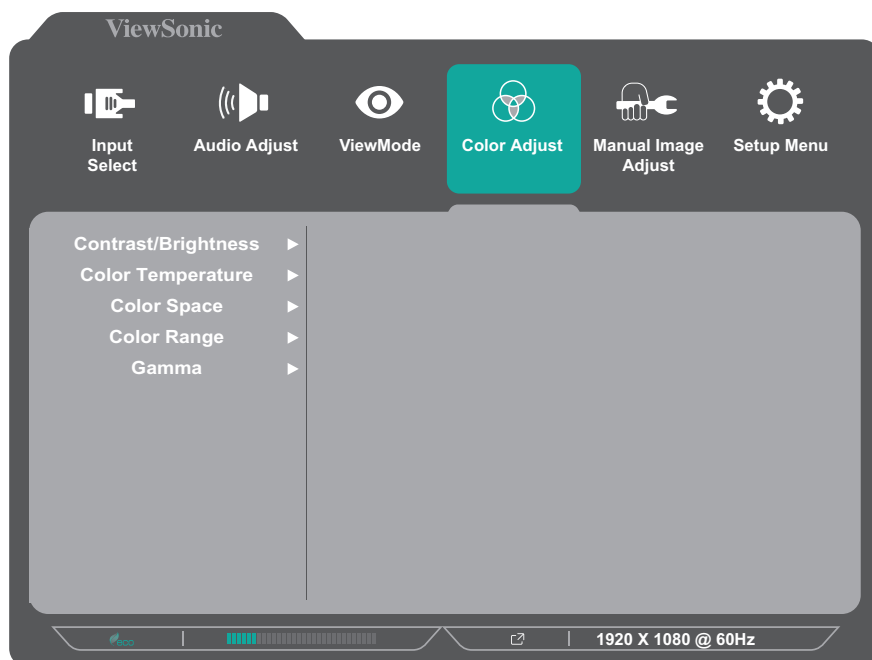 ViewSonic
Input Select
Audio Adjust
ViewMode
Color Adjust
Manual Image Adjust
Setup Menu
Contrast/Brightness
Color Temperature
Color Space
Color Range
Gamma
eco
1920 X 1080 @ 60Hz